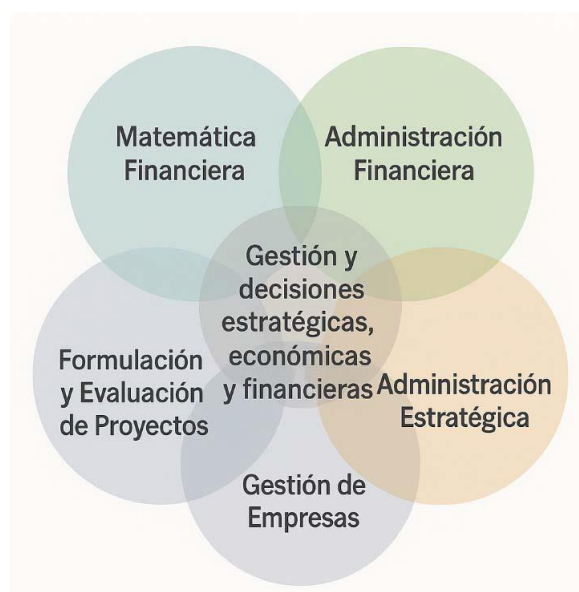 Matemática
Financiera
Administración
Financiera
Gestión y
decisiones
estratégicas,
económicas
y financieras
Formulación
y Evaluación
de Proyectos
Administración
Estratégica
Gestión de
Empresas